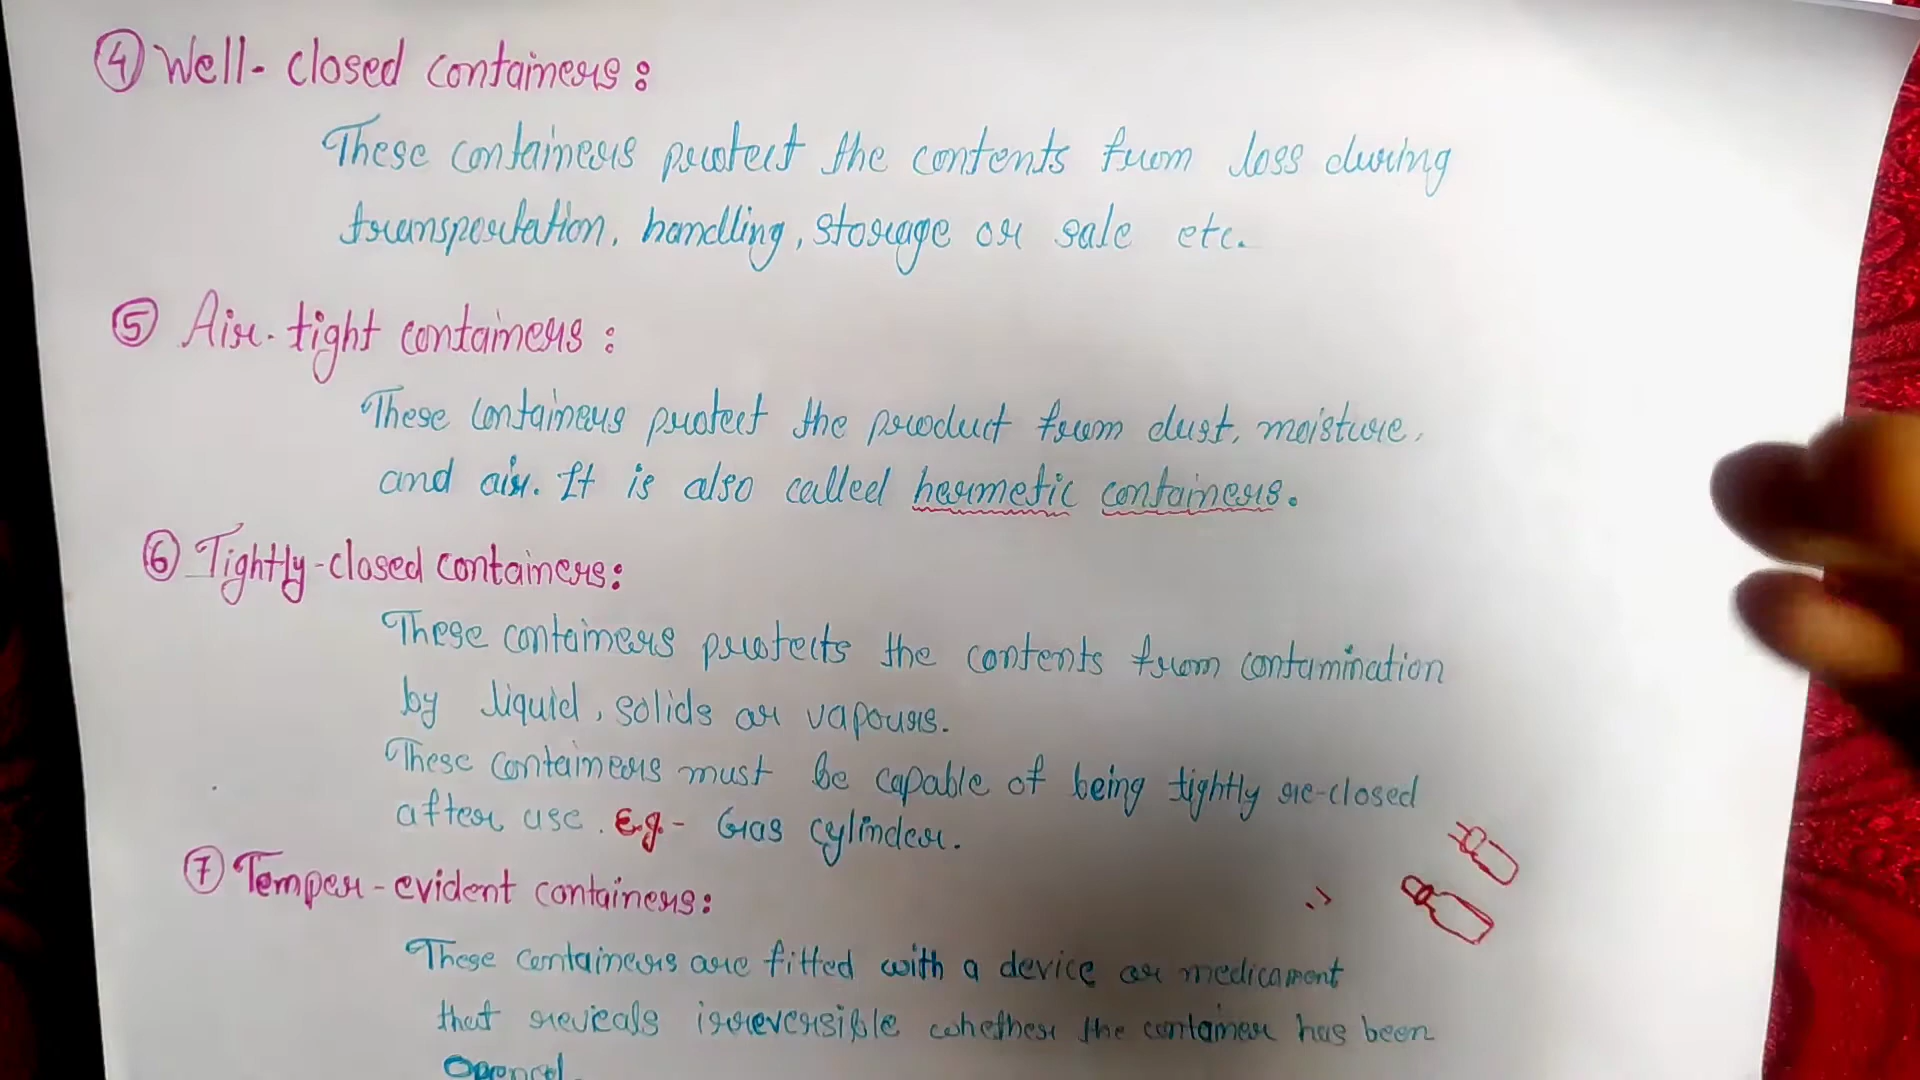 ④ Well-closed containers:
These containers protect the contents from loss during
transportation, handling, storage or sale etc.
⑤ Air-tight containers:
These containers protect the product from dust, moisture,
and air. It is also called hermetic containers.
⑥ Tightly-closed containers:
These containers protects the contents from contamination
by liquid, solids or vapours.
These containers must be capable of being tightly re-closed
after use. E.g.- Gas cylinder.
⑦ Temper-evident containers:
These containers are fitted with a device or medicament
that reveals irreversible whether the container has been
opened.